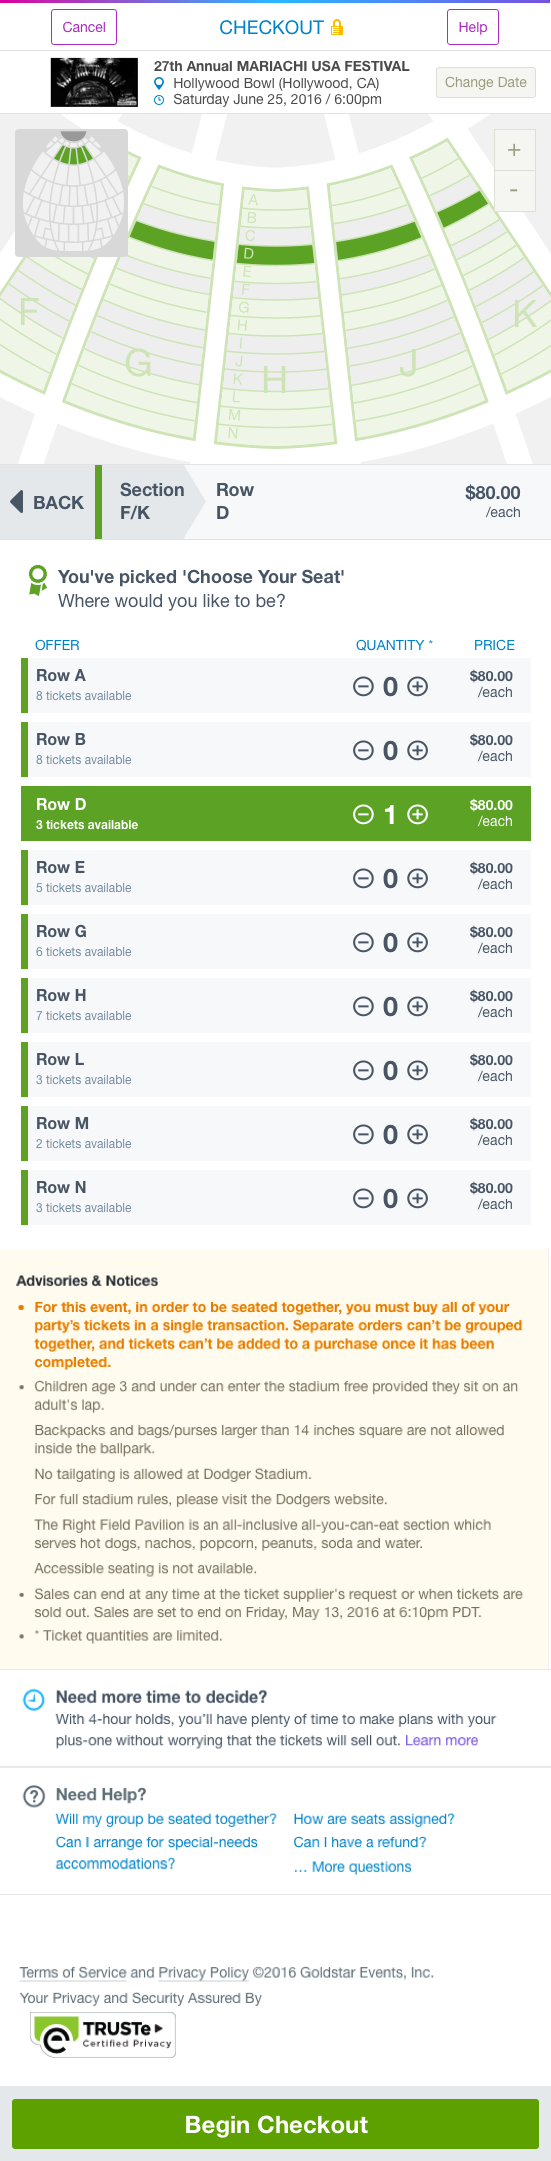 Cancel
CHECKOUT
Help
27th Annual MARIACHI USA FESTIVAL
Hollywood Bowl (Hollywood, CA)
Saturday June 25, 2016 / 6:00pm
Change Date
+
-
A
B
C
D
E
F
G
H
I
J
K
L
M
N
F
G
H
J
K
BACK
Section
F/K
Row
D
$80.00
/each
You've picked 'Choose Your Seat'
Where would you like to be?
OFFER QUANTITY * PRICE
Row A
8 tickets available
0
$80.00
/each
Row B
8 tickets available
0
$80.00
/each
Row D
3 tickets available
1
$80.00
/each
Row E
5 tickets available
0
$80.00
/each
Row G
6 tickets available
0
$80.00
/each
Row H
7 tickets available
0
$80.00
/each
Row L
3 tickets available
0
$80.00
/each
Row M
2 tickets available
0
$80.00
/each
Row N
3 tickets available
0
$80.00
/each
Advisories & Notices
• For this event, in order to be seated together, you must buy all of your
party's tickets in a single transaction. Separate orders can't be grouped
together, and tickets can't be added to a purchase once it has been
completed.
• Children age 3 and under can enter the stadium free provided they sit on an
adult's lap.
Backpacks and bags/purses larger than 14 inches square are not allowed
inside the ballpark.
No tailgating is allowed at Dodger Stadium.
For full stadium rules, please visit the Dodgers website.
The Right Field Pavilion is an all-inclusive all-you-can-eat section which
serves hot dogs, nachos, popcorn, peanuts, soda and water.
Accessible seating is not available.
• Sales can end at any time at the ticket supplier's request or when tickets are
sold out. Sales are set to end on Friday, May 13, 2016 at 6:10pm PDT.
• * Ticket quantities are limited.
Need more time to decide?
With 4-hour holds, you'll have plenty of time to make plans with your
plus-one without worrying that the tickets will sell out. Learn more
Need Help?
Will my group be seated together?
Can I arrange for special-needs
accommodations?
How are seats assigned?
Can I have a refund?
... More questions
Terms of Service and Privacy Policy ©2016 Goldstar Events, Inc.
Your Privacy and Security Assured By
TRUSTe
Certified Privacy
Begin Checkout